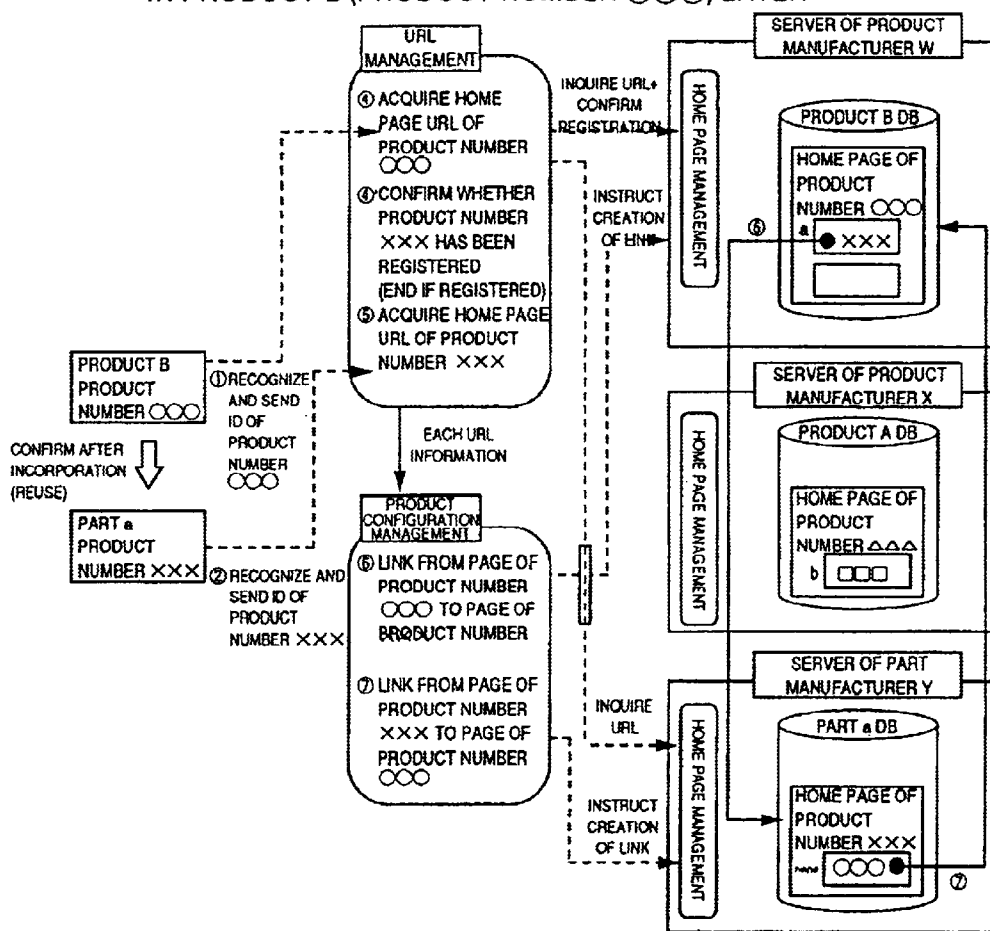 URL
MANAGEMENT
④ ACQUIRE HOME
PAGE URL OF
PRODUCT NUMBER
○○○
④' CONFIRM WHETHER
PRODUCT NUMBER
××× HAS BEEN
REGISTERED
(END IF REGISTERED)
⑤ ACQUIRE HOME PAGE
URL OF PRODUCT
NUMBER ×××
PRODUCT B
PRODUCT
NUMBER ○○○
① RECOGNIZE
AND SEND
ID OF
PRODUCT
NUMBER
○○○
CONFIRM AFTER
INCORPORATION
(REUSE)
PART a
PRODUCT
NUMBER ×××
② RECOGNIZE AND
SEND ID OF
PRODUCT
NUMBER ×××
EACH URL
INFORMATION
PRODUCT
CONFIGURATION
MANAGEMENT
⑥ LINK FROM PAGE OF
PRODUCT NUMBER
○○○ TO PAGE OF
PRODUCT NUMBER
⑦ LINK FROM PAGE OF
PRODUCT NUMBER
××× TO PAGE OF
PRODUCT NUMBER
○○○
INQUIRE URL+
CONFIRM
REGISTRATION
INSTRUCT
CREATION
OF LINK
INQUIRE
URL
INSTRUCT
CREATION
OF LINK
SERVER OF PRODUCT
MANUFACTURER W
HOME PAGE MANAGEMENT
PRODUCT B DB
HOME PAGE OF
PRODUCT
NUMBER ○○○
a
● ×××
⑥
SERVER OF PRODUCT
MANUFACTURER X
HOME PAGE MANAGEMENT
PRODUCT A DB
HOME PAGE OF
PRODUCT
NUMBER △△△
b □□□
SERVER OF PART
MANUFACTURER Y
HOME PAGE MANAGEMENT
PART a DB
HOME PAGE OF
PRODUCT
NUMBER ×××
○○○ ●
⑦